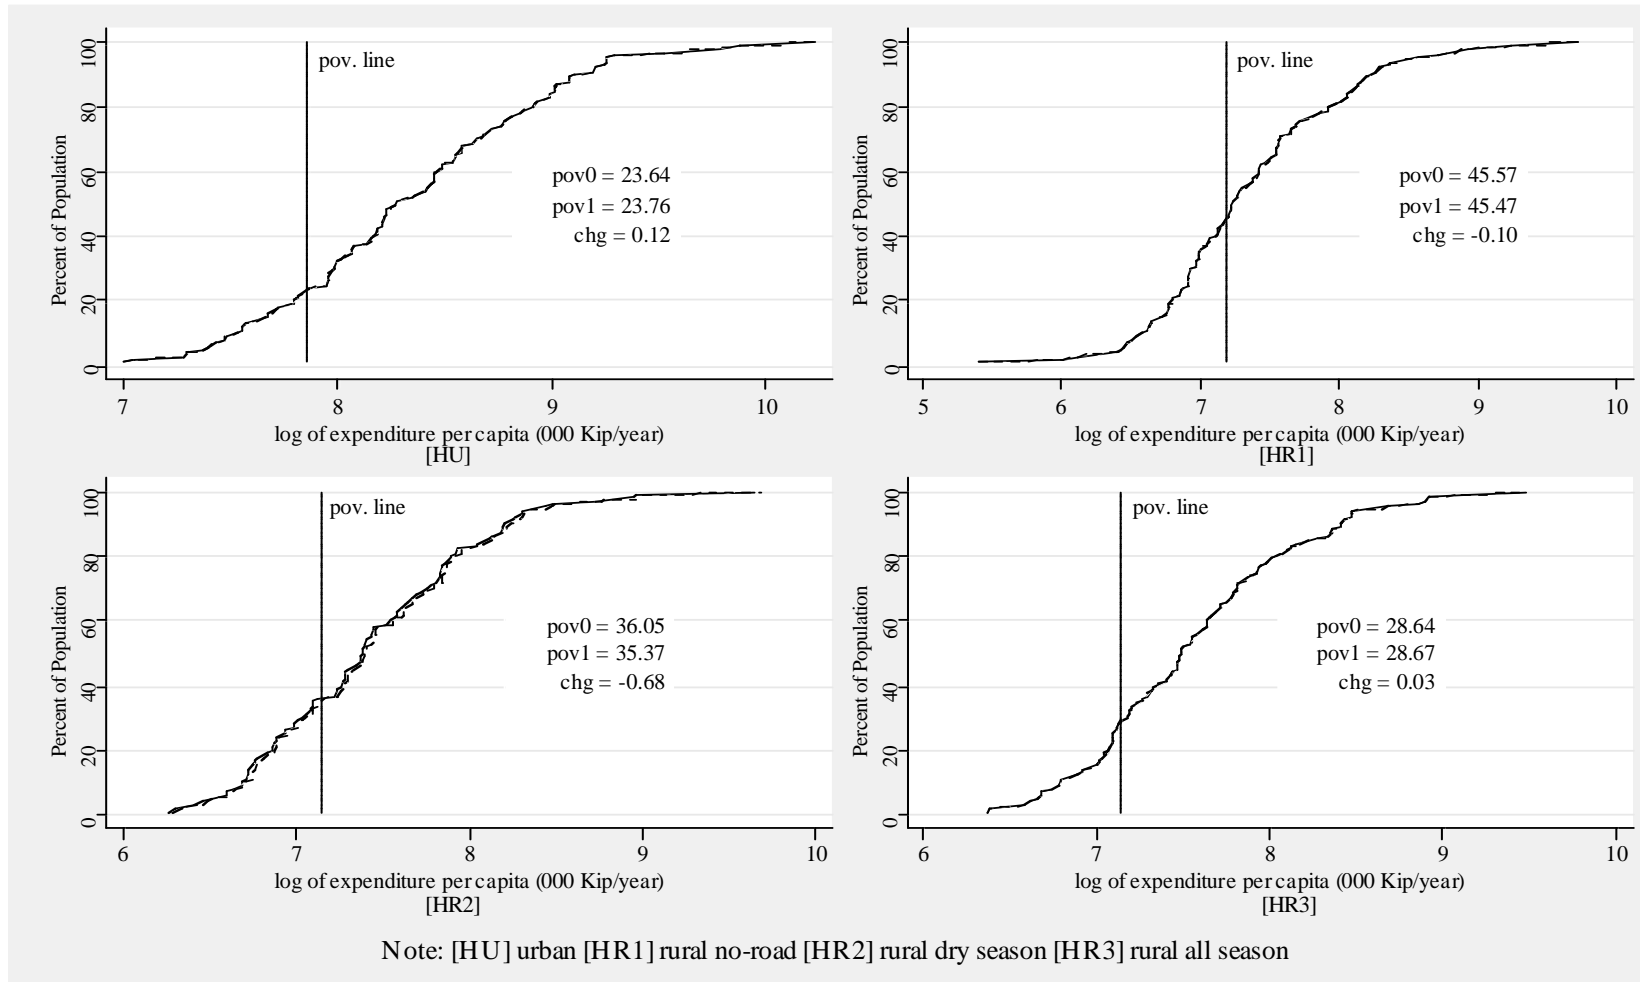 pov. line
pov0 = 23.64
pov1 = 23.76
chg = 0.12
Percent of Population
0 20 40 60 80 100
7 8 9 10
log of expenditure per capita (000 Kip/year)
[HU]
pov. line
pov0 = 45.57
pov1 = 45.47
chg = -0.10
Percent of Population
0 20 40 60 80 100
5 6 7 8 9 10
log of expenditure per capita (000 Kip/year)
[HR1]
pov. line
pov0 = 36.05
pov1 = 35.37
chg = -0.68
Percent of Population
0 20 40 60 80 100
6 7 8 9 10
log of expenditure per capita (000 Kip/year)
[HR2]
pov. line
pov0 = 28.64
pov1 = 28.67
chg = 0.03
Percent of Population
0 20 40 60 80 100
6 7 8 9 10
log of expenditure per capita (000 Kip/year)
[HR3]
Note: [HU] urban [HR1] rural no-road [HR2] rural dry season [HR3] rural all season